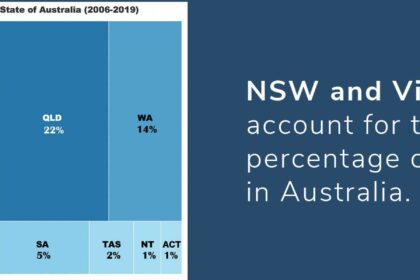 State of Australia (2006-2019)
QLD
22%
WA
14%
SA
5%
TAS
2%
NT
1%
ACT
1%
NSW and Vi
account for t
percentage o
in Australia.